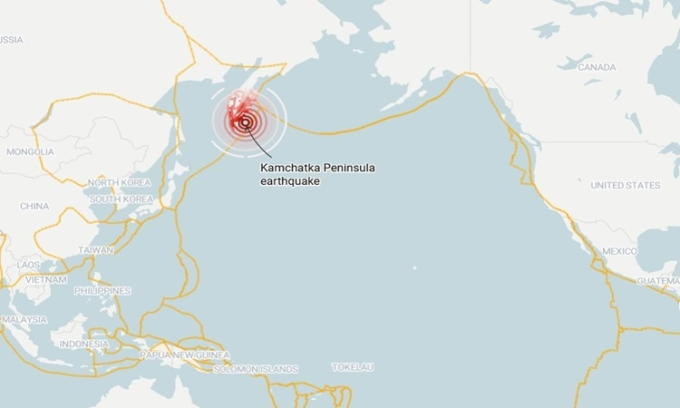 RUSSIA
CANADA
MONGOLIA
Kamchatka Peninsula
earthquake
NORTH KOREA
UNITED STATES
SOUTH KOREA
CHINA
TAIWAN
MEXICO
LAOS
VIETNAM
GUATEMA
PHILIPPINES
MALAYSIA
INDONESIA
PAPUA NEW GUINEA
SOLOMON ISLANDS
TOKELAU